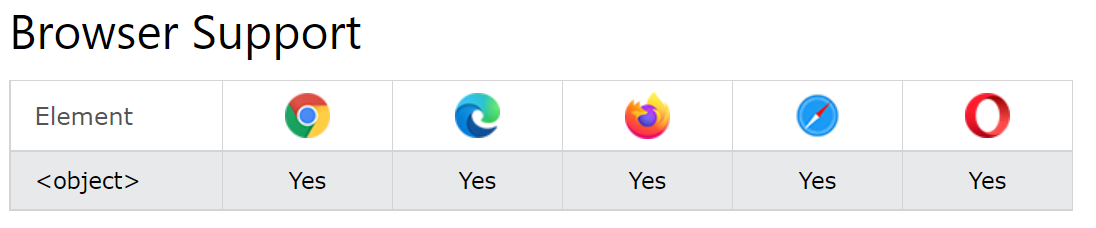 Browser Support
Element
<object> Yes Yes Yes Yes Yes